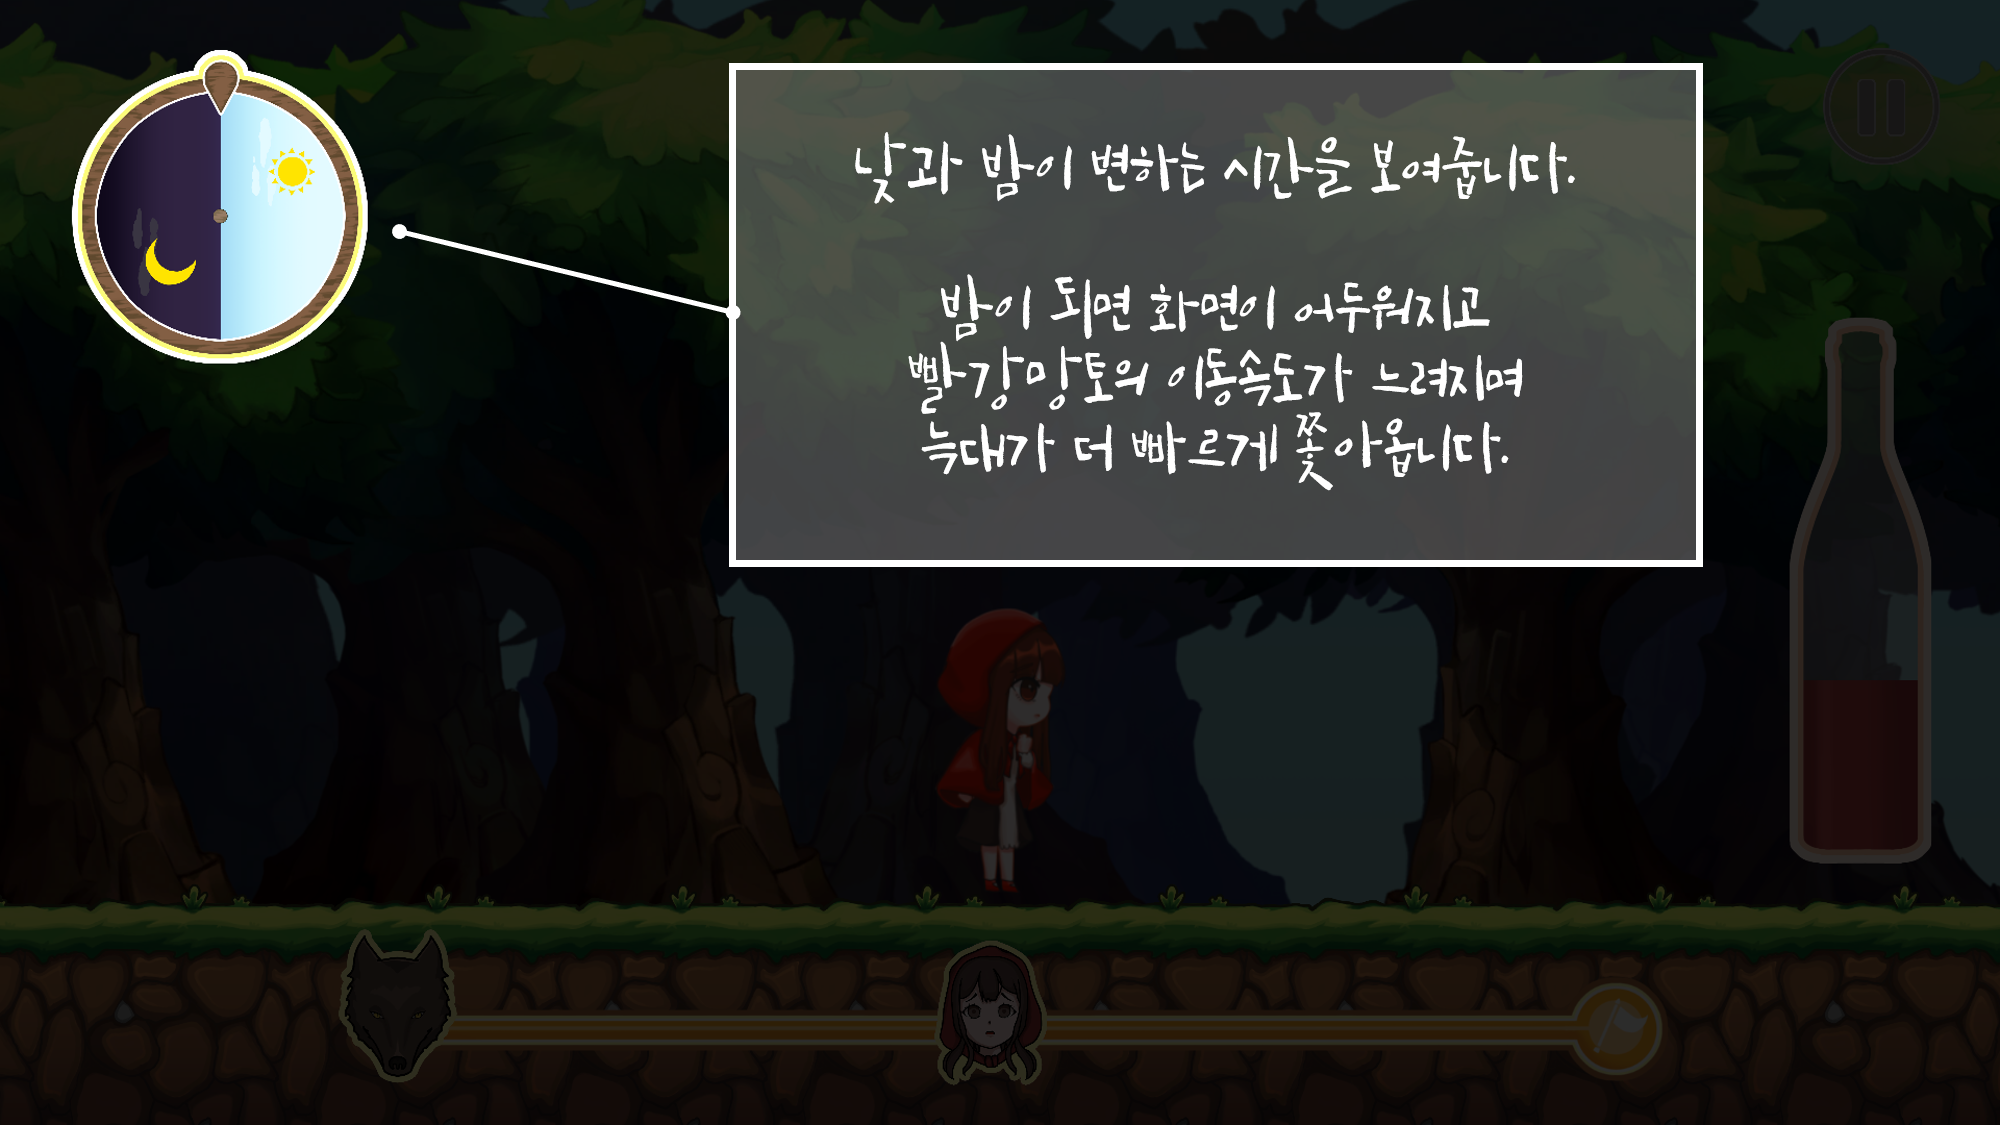 낮과 밤이 변하는 시간을 보여줍니다.
밤이 되면 화면이 어두워지고
빨강망토의 이동속도가 느려지며
늑대가 더 빠르게 쫓아옵니다.